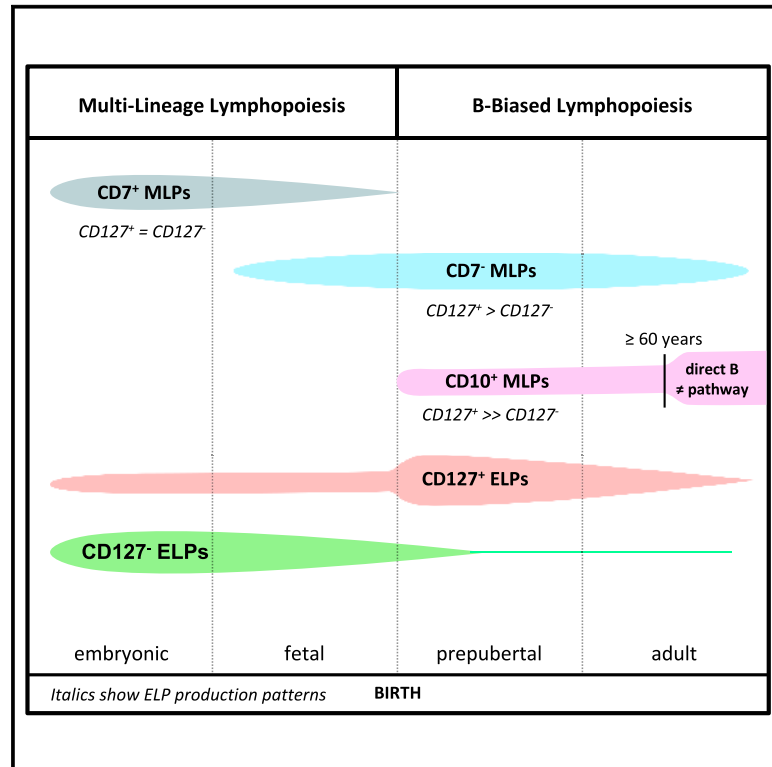 Multi-Lineage Lymphopoiesis
B-Biased Lymphopoiesis
CD7⁺ MLPs
CD127⁺ = CD127⁻
CD7⁻ MLPs
CD127⁺ > CD127⁻
≥ 60 years
CD10⁺ MLPs
direct B
≠ pathway
CD127⁺ >> CD127⁻
CD127⁺ ELPs
CD127⁻ ELPs
embryonic
fetal
prepubertal
adult
Italics show ELP production patterns
BIRTH